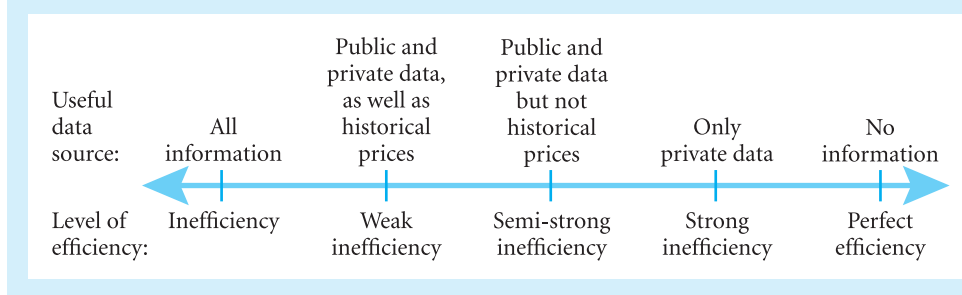 Useful
data
source:
All
information
Public and
private data,
as well as
historical
prices
Public and
private data
but not
historical
prices
Only
private data
No
information
Level of
efficiency:
Inefficiency
Weak
inefficiency
Semi-strong
inefficiency
Strong
inefficiency
Perfect
efficiency